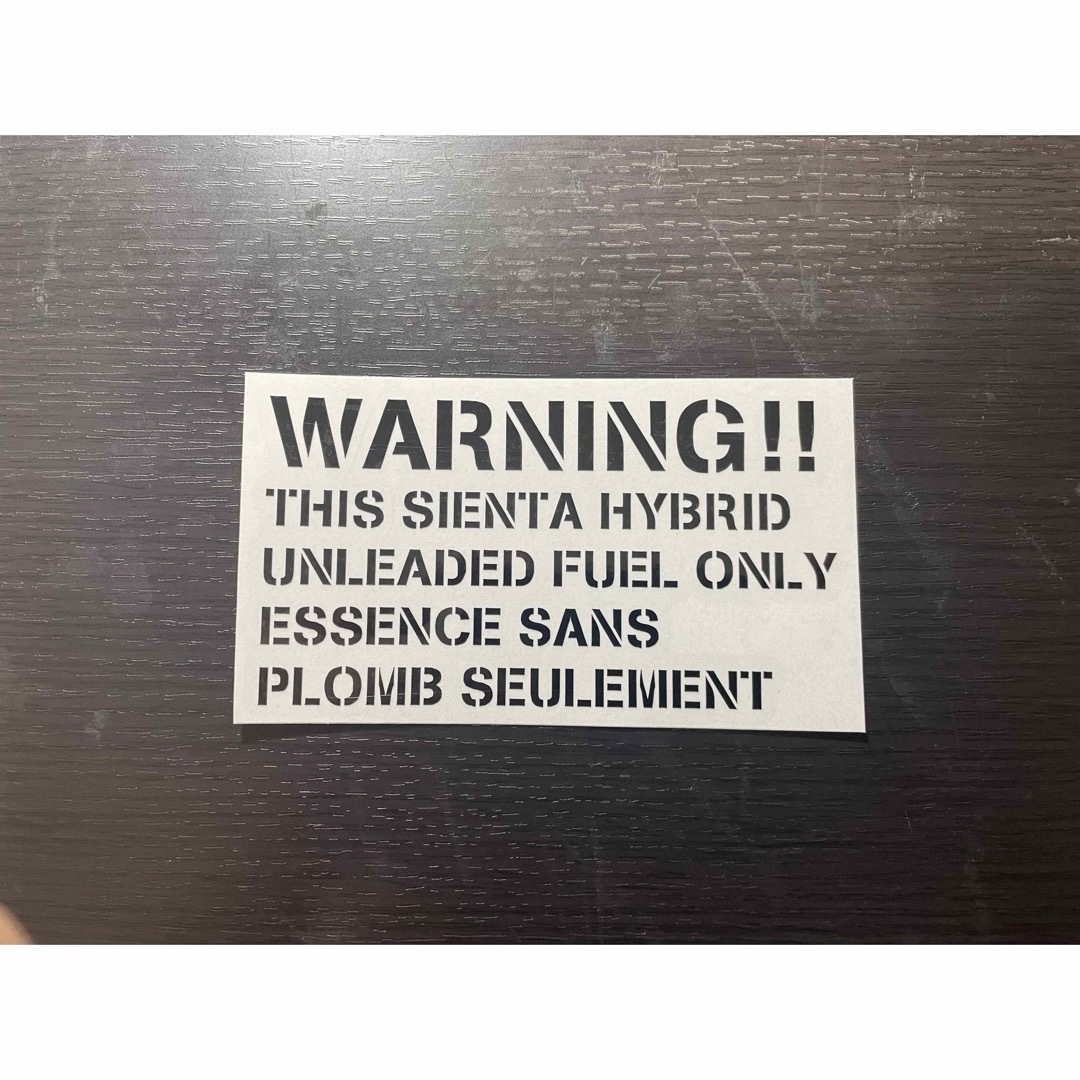 WARNING!!
THIS SIENTA HYBRID
UNLEADED FUEL ONLY
ESSENCE SANS
PLOMB SEULEMENT